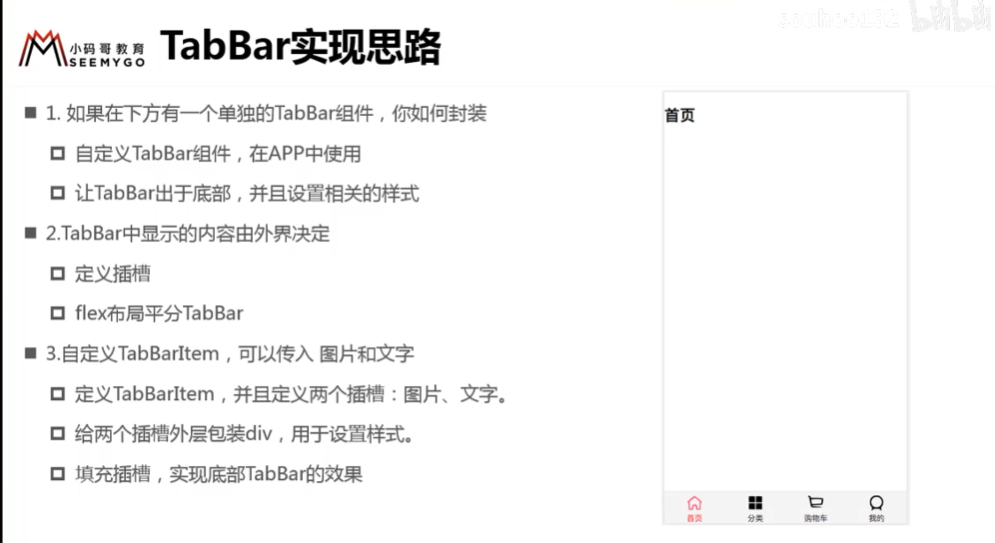 小码哥教育
SEEMYGO
TabBar实现思路
bilibili
■ 1. 如果在下方有一个单独的TabBar组件，你如何封装
自定义TabBar组件，在APP中使用
让TabBar出于底部，并且设置相关的样式
■ 2.TabBar中显示的内容由外界决定
定义插槽
flex布局平分TabBar
■ 3.自定义TabBarItem，可以传入 图片和文字
定义TabBarItem，并且定义两个插槽：图片、文字。
给两个插槽外层包装div，用于设置样式。
填充插槽，实现底部TabBar的效果
首页
首页 分类 购物车 我的